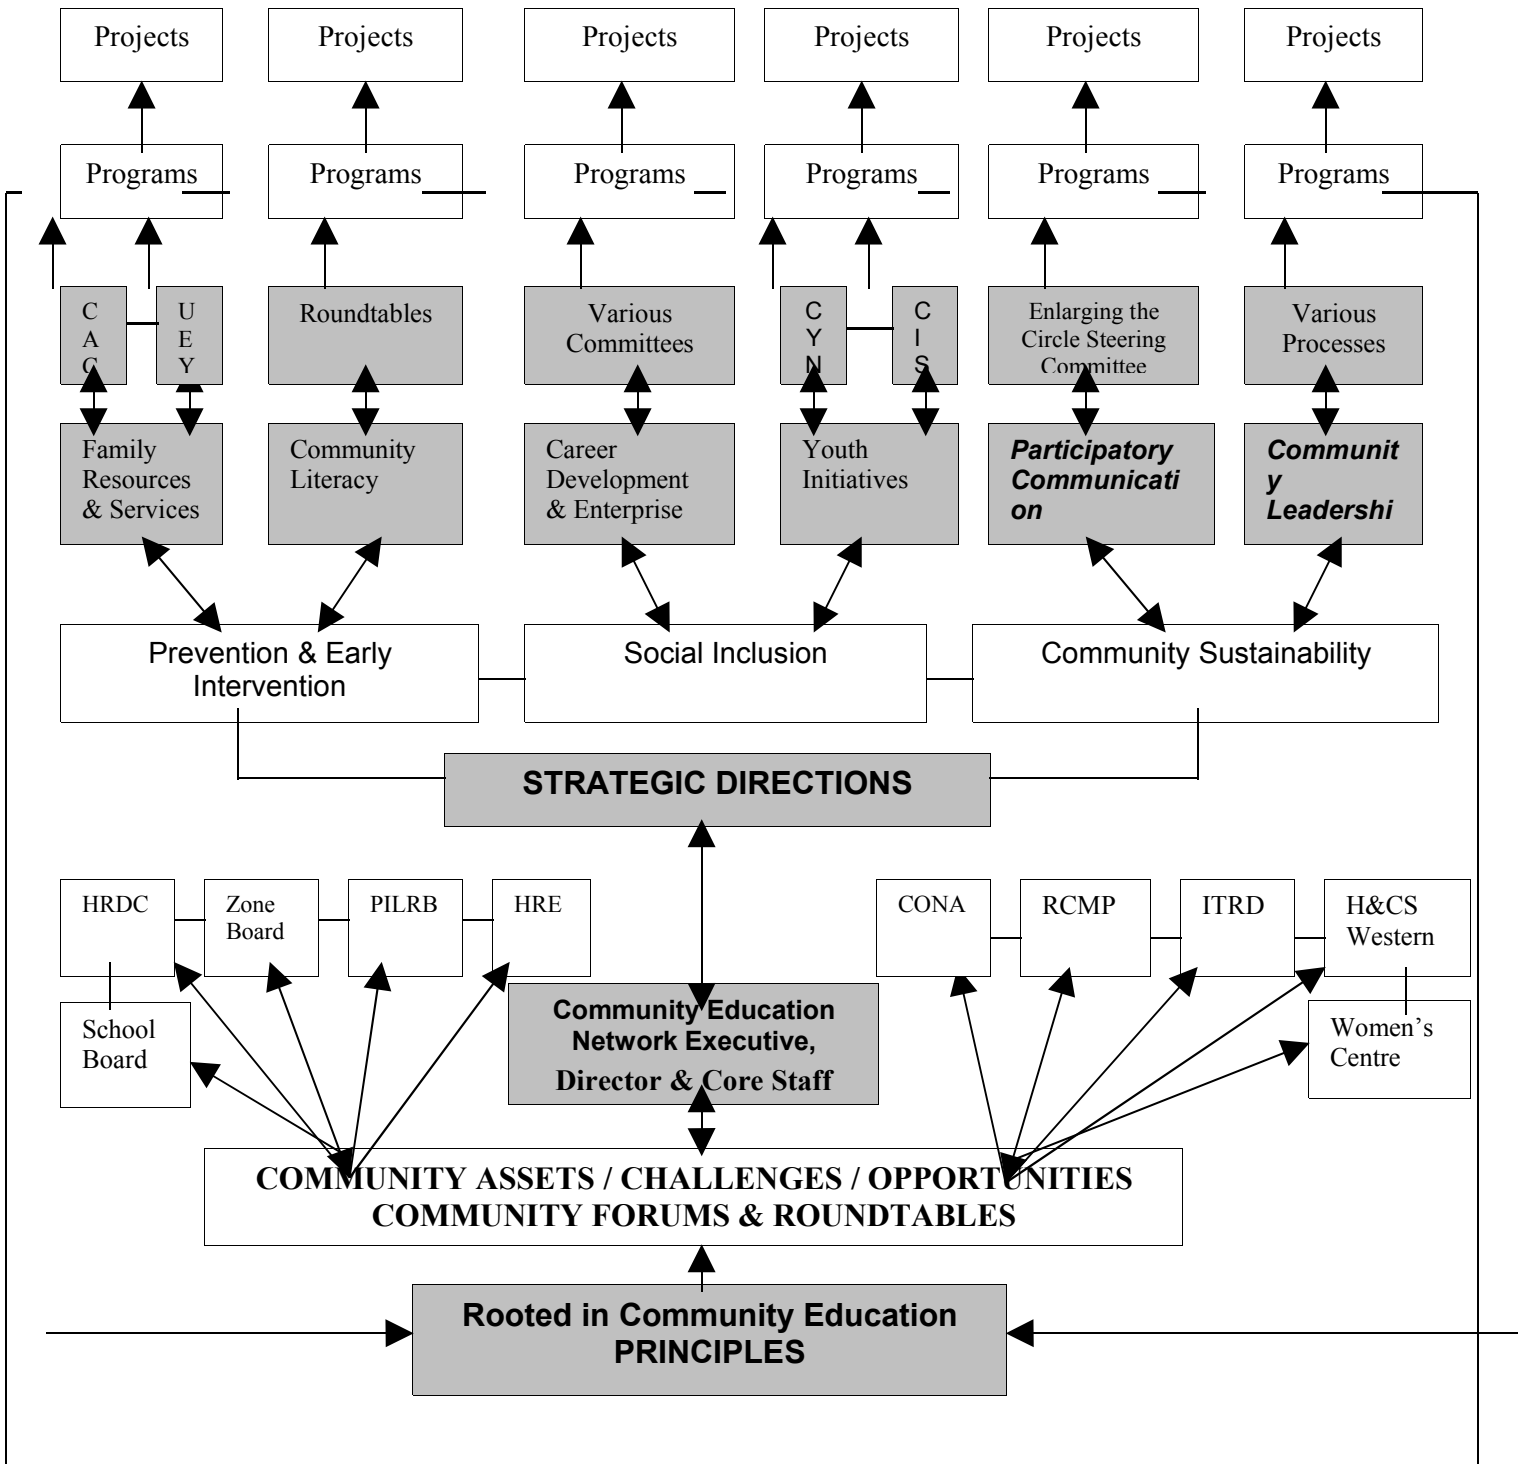 Projects
Projects
Projects
Projects
Projects
Projects
Programs
Programs
Programs
Programs
Programs
Programs
C
A
C
U
E
Y
Roundtables
Various
Committees
C
Y
N
C
I
S
Enlarging the
Circle Steering
Committee
Various
Processes
Family
Resources
& Services
Community
Literacy
Career
Development
& Enterprise
Youth
Initiatives
Participatory
Communicati
on
Communit
y
Leadershi
Prevention & Early
Intervention
Social Inclusion
Community Sustainability
STRATEGIC DIRECTIONS
HRDC
Zone
Board
PILRB
HRE
CONA
RCMP
ITRD
H&CS
Western
School
Board
Community Education
Network Executive,
Director & Core Staff
Women’s
Centre
COMMUNITY ASSETS / CHALLENGES / OPPORTUNITIES
COMMUNITY FORUMS & ROUNDTABLES
Rooted in Community Education
PRINCIPLES